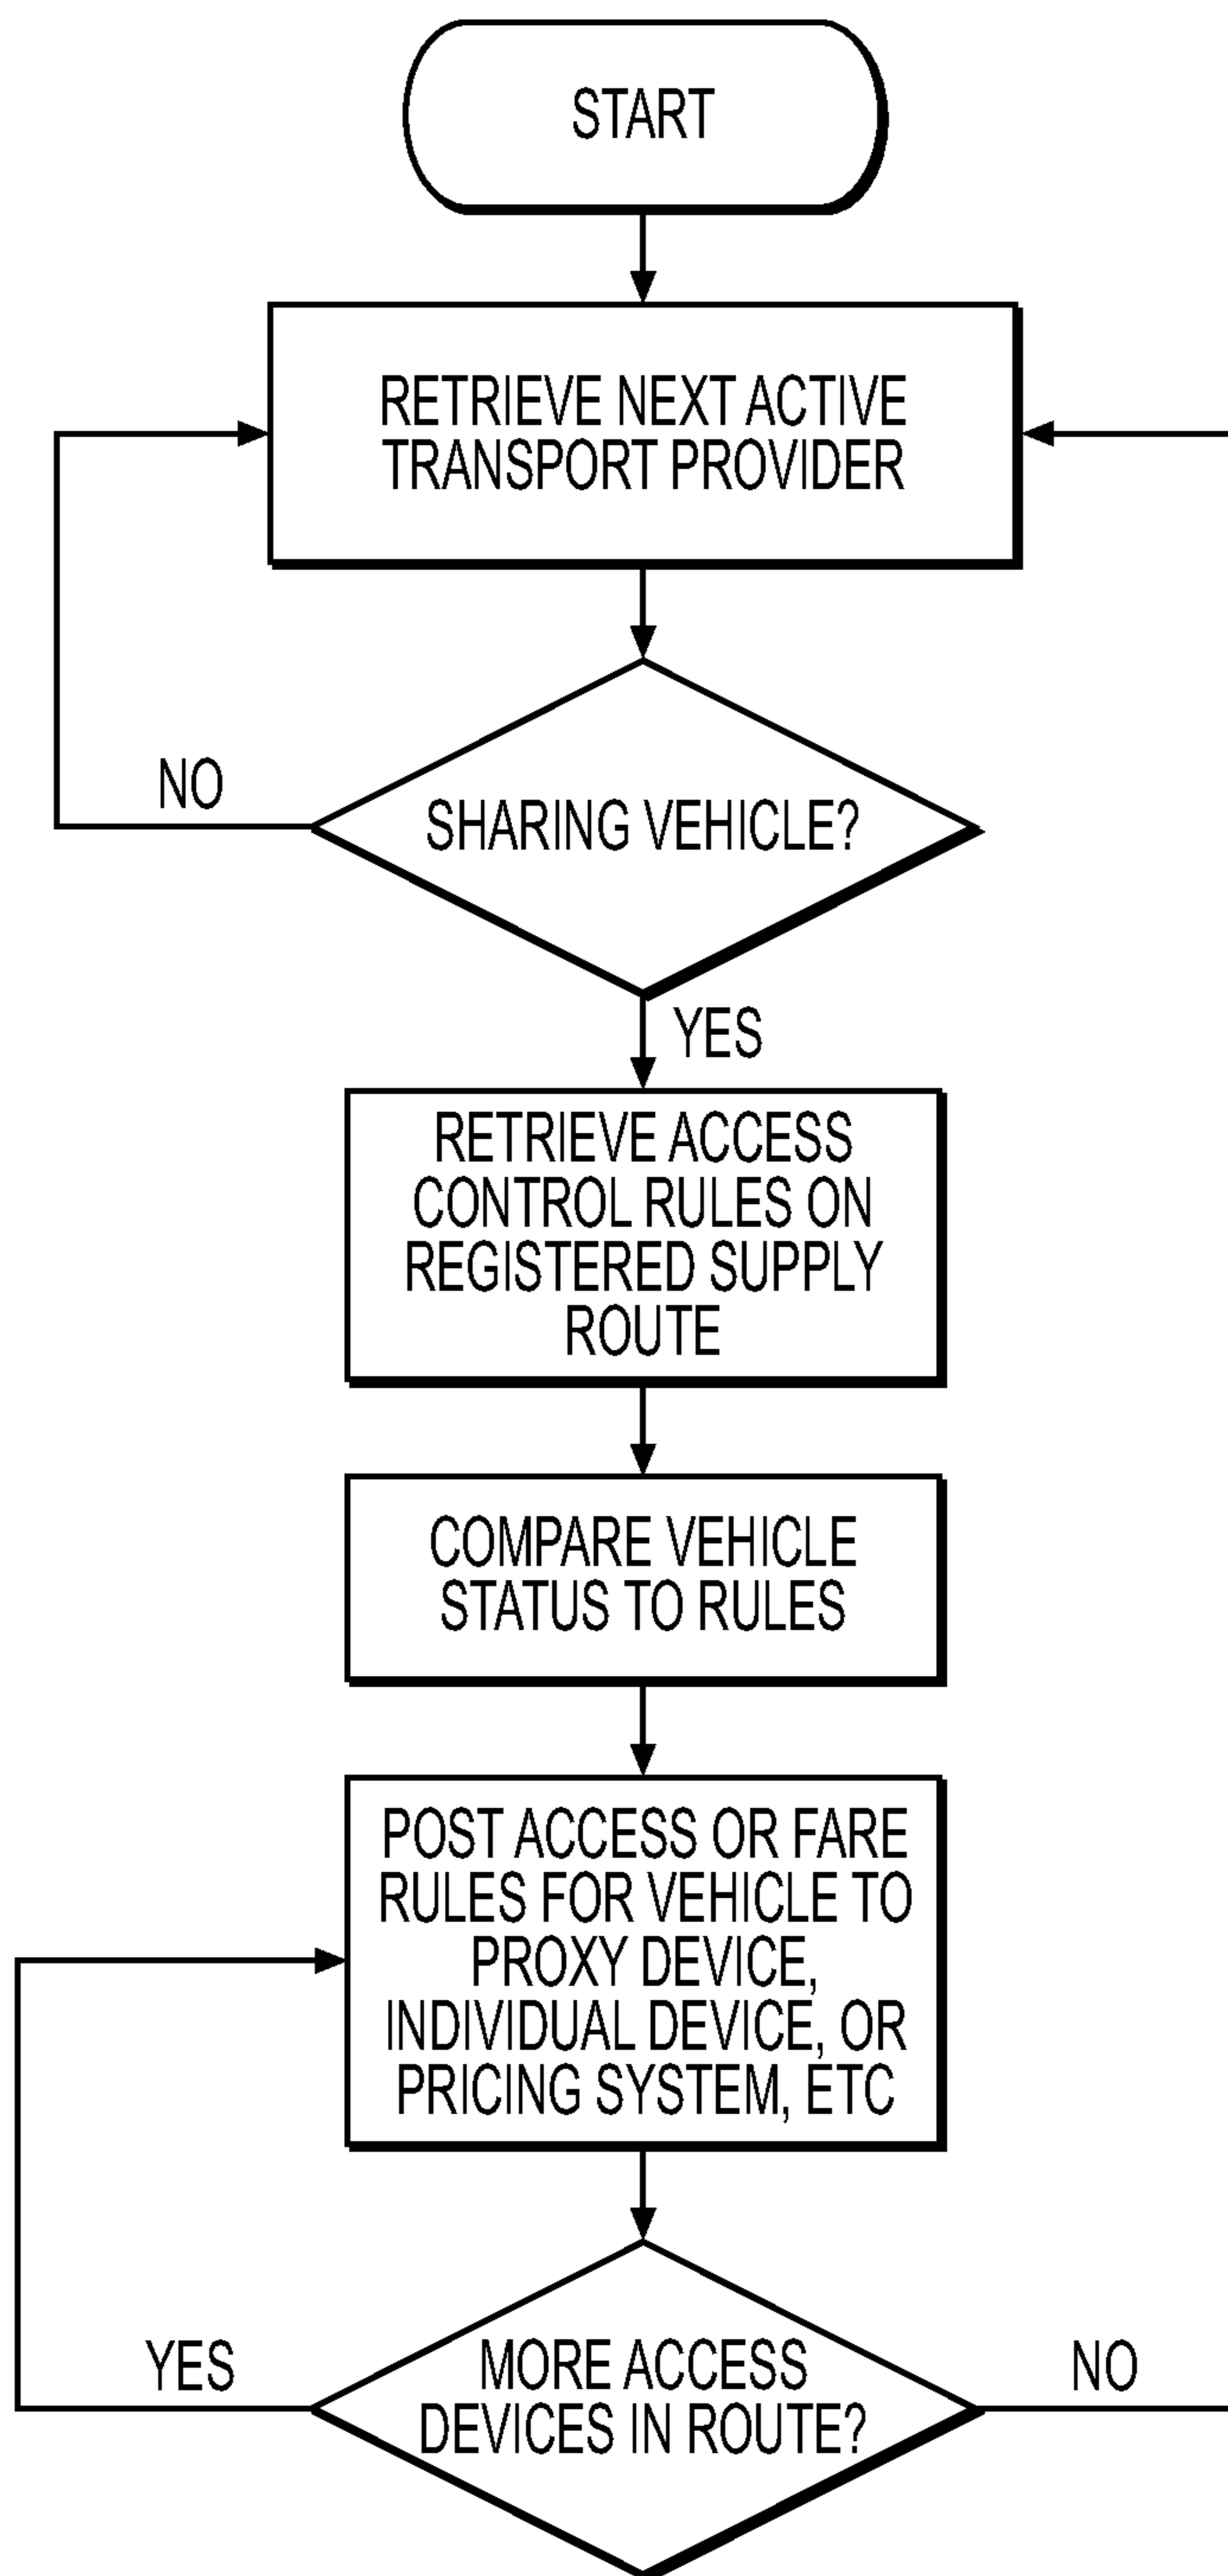 START
RETRIEVE NEXT ACTIVE
TRANSPORT PROVIDER
NO
SHARING VEHICLE?
YES
RETRIEVE ACCESS
CONTROL RULES ON
REGISTERED SUPPLY
ROUTE
COMPARE VEHICLE
STATUS TO RULES
POST ACCESS OR FARE
RULES FOR VEHICLE TO
PROXY DEVICE,
INDIVIDUAL DEVICE, OR
PRICING SYSTEM, ETC
YES
MORE ACCESS
DEVICES IN ROUTE?
NO